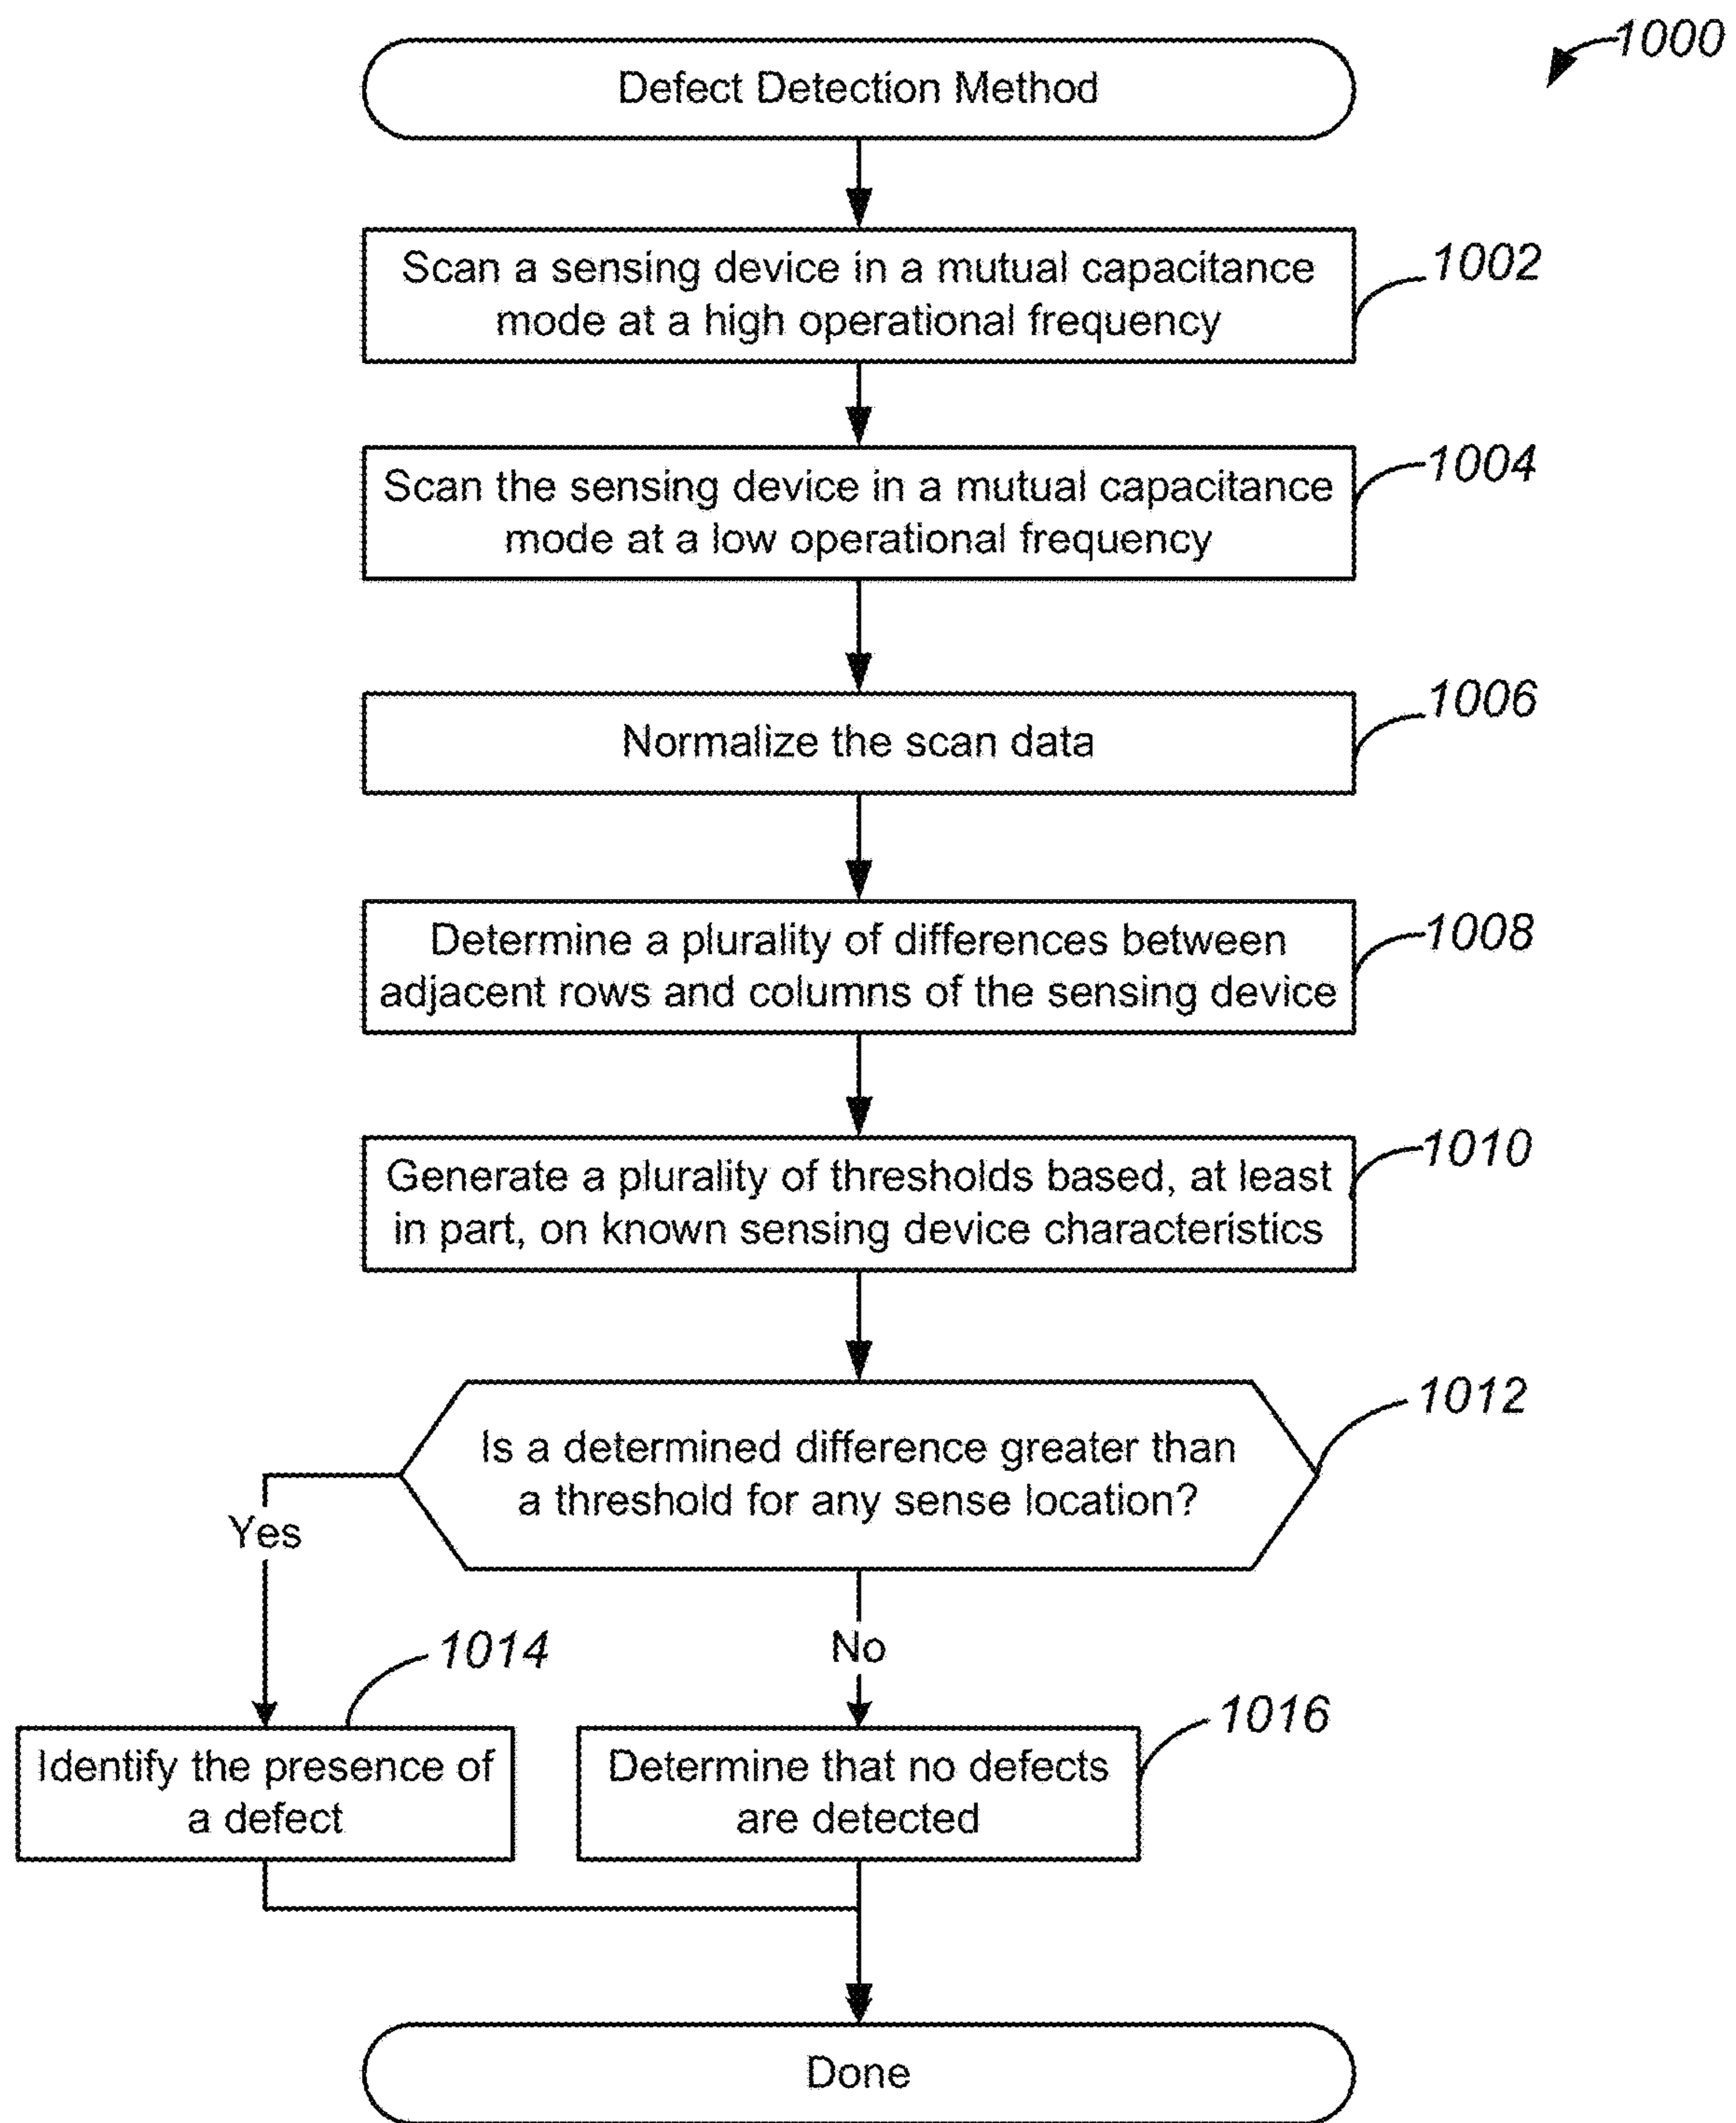 1000
Defect Detection Method
Scan a sensing device in a mutual capacitance
mode at a high operational frequency
1002
Scan the sensing device in a mutual capacitance
mode at a low operational frequency
1004
Normalize the scan data
1006
Determine a plurality of differences between
adjacent rows and columns of the sensing device
1008
Generate a plurality of thresholds based, at least
in part, on known sensing device characteristics
1010
Is a determined difference greater than
a threshold for any sense location?
1012
Yes
No
1014
Identify the presence of
a defect
1016
Determine that no defects
are detected
Done